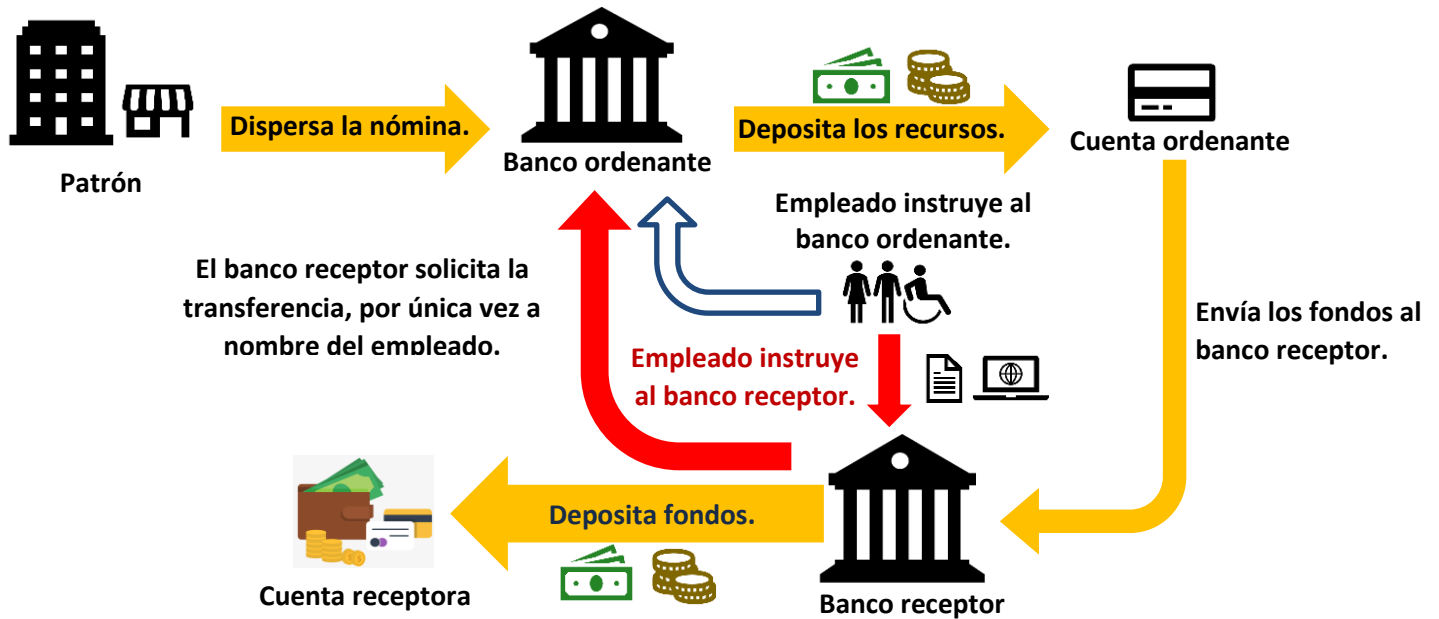 Patrón
Dispersa la nómina.
Banco ordenante
Deposita los recursos.
Cuenta ordenante
Empleado instruye al
banco ordenante.
El banco receptor solicita la
transferencia, por única vez a
nombre del empleado.
Empleado instruye
al banco receptor.
Envía los fondos al
banco receptor.
Deposita fondos.
Cuenta receptora
Banco receptor